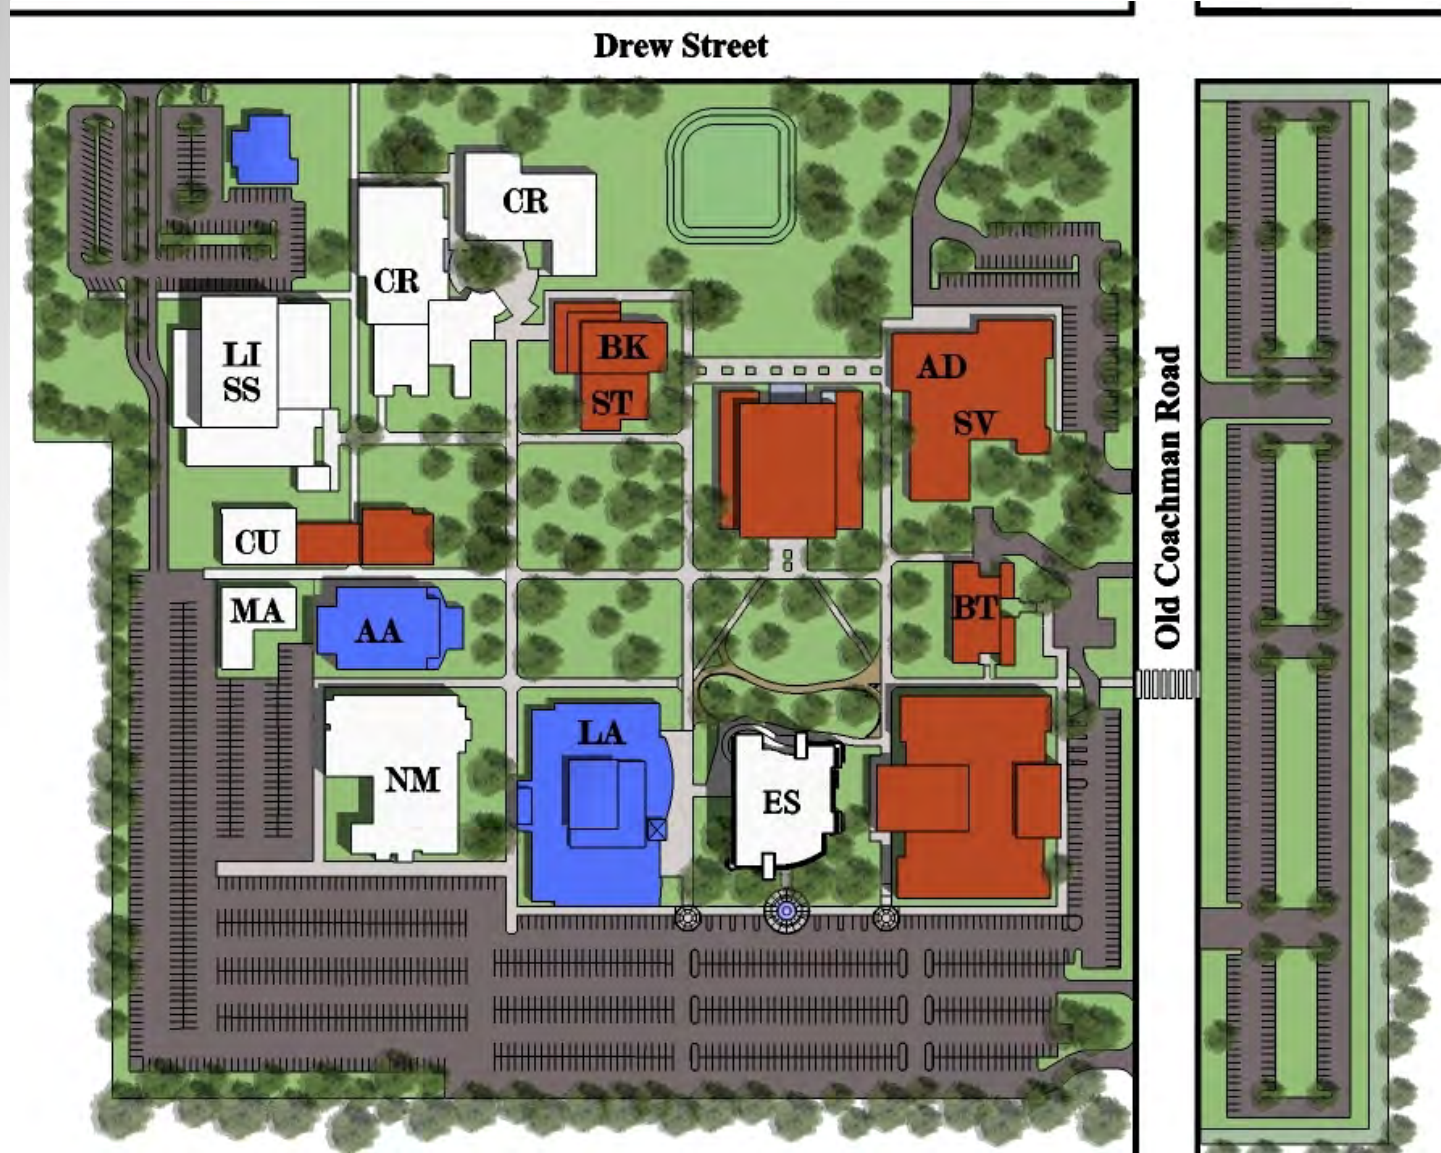 Drew Street
CR
CR
LI
SS
BK
ST
AD
SV
CU
MA
AA
BT
NM
LA
ES
Old Coachman Road